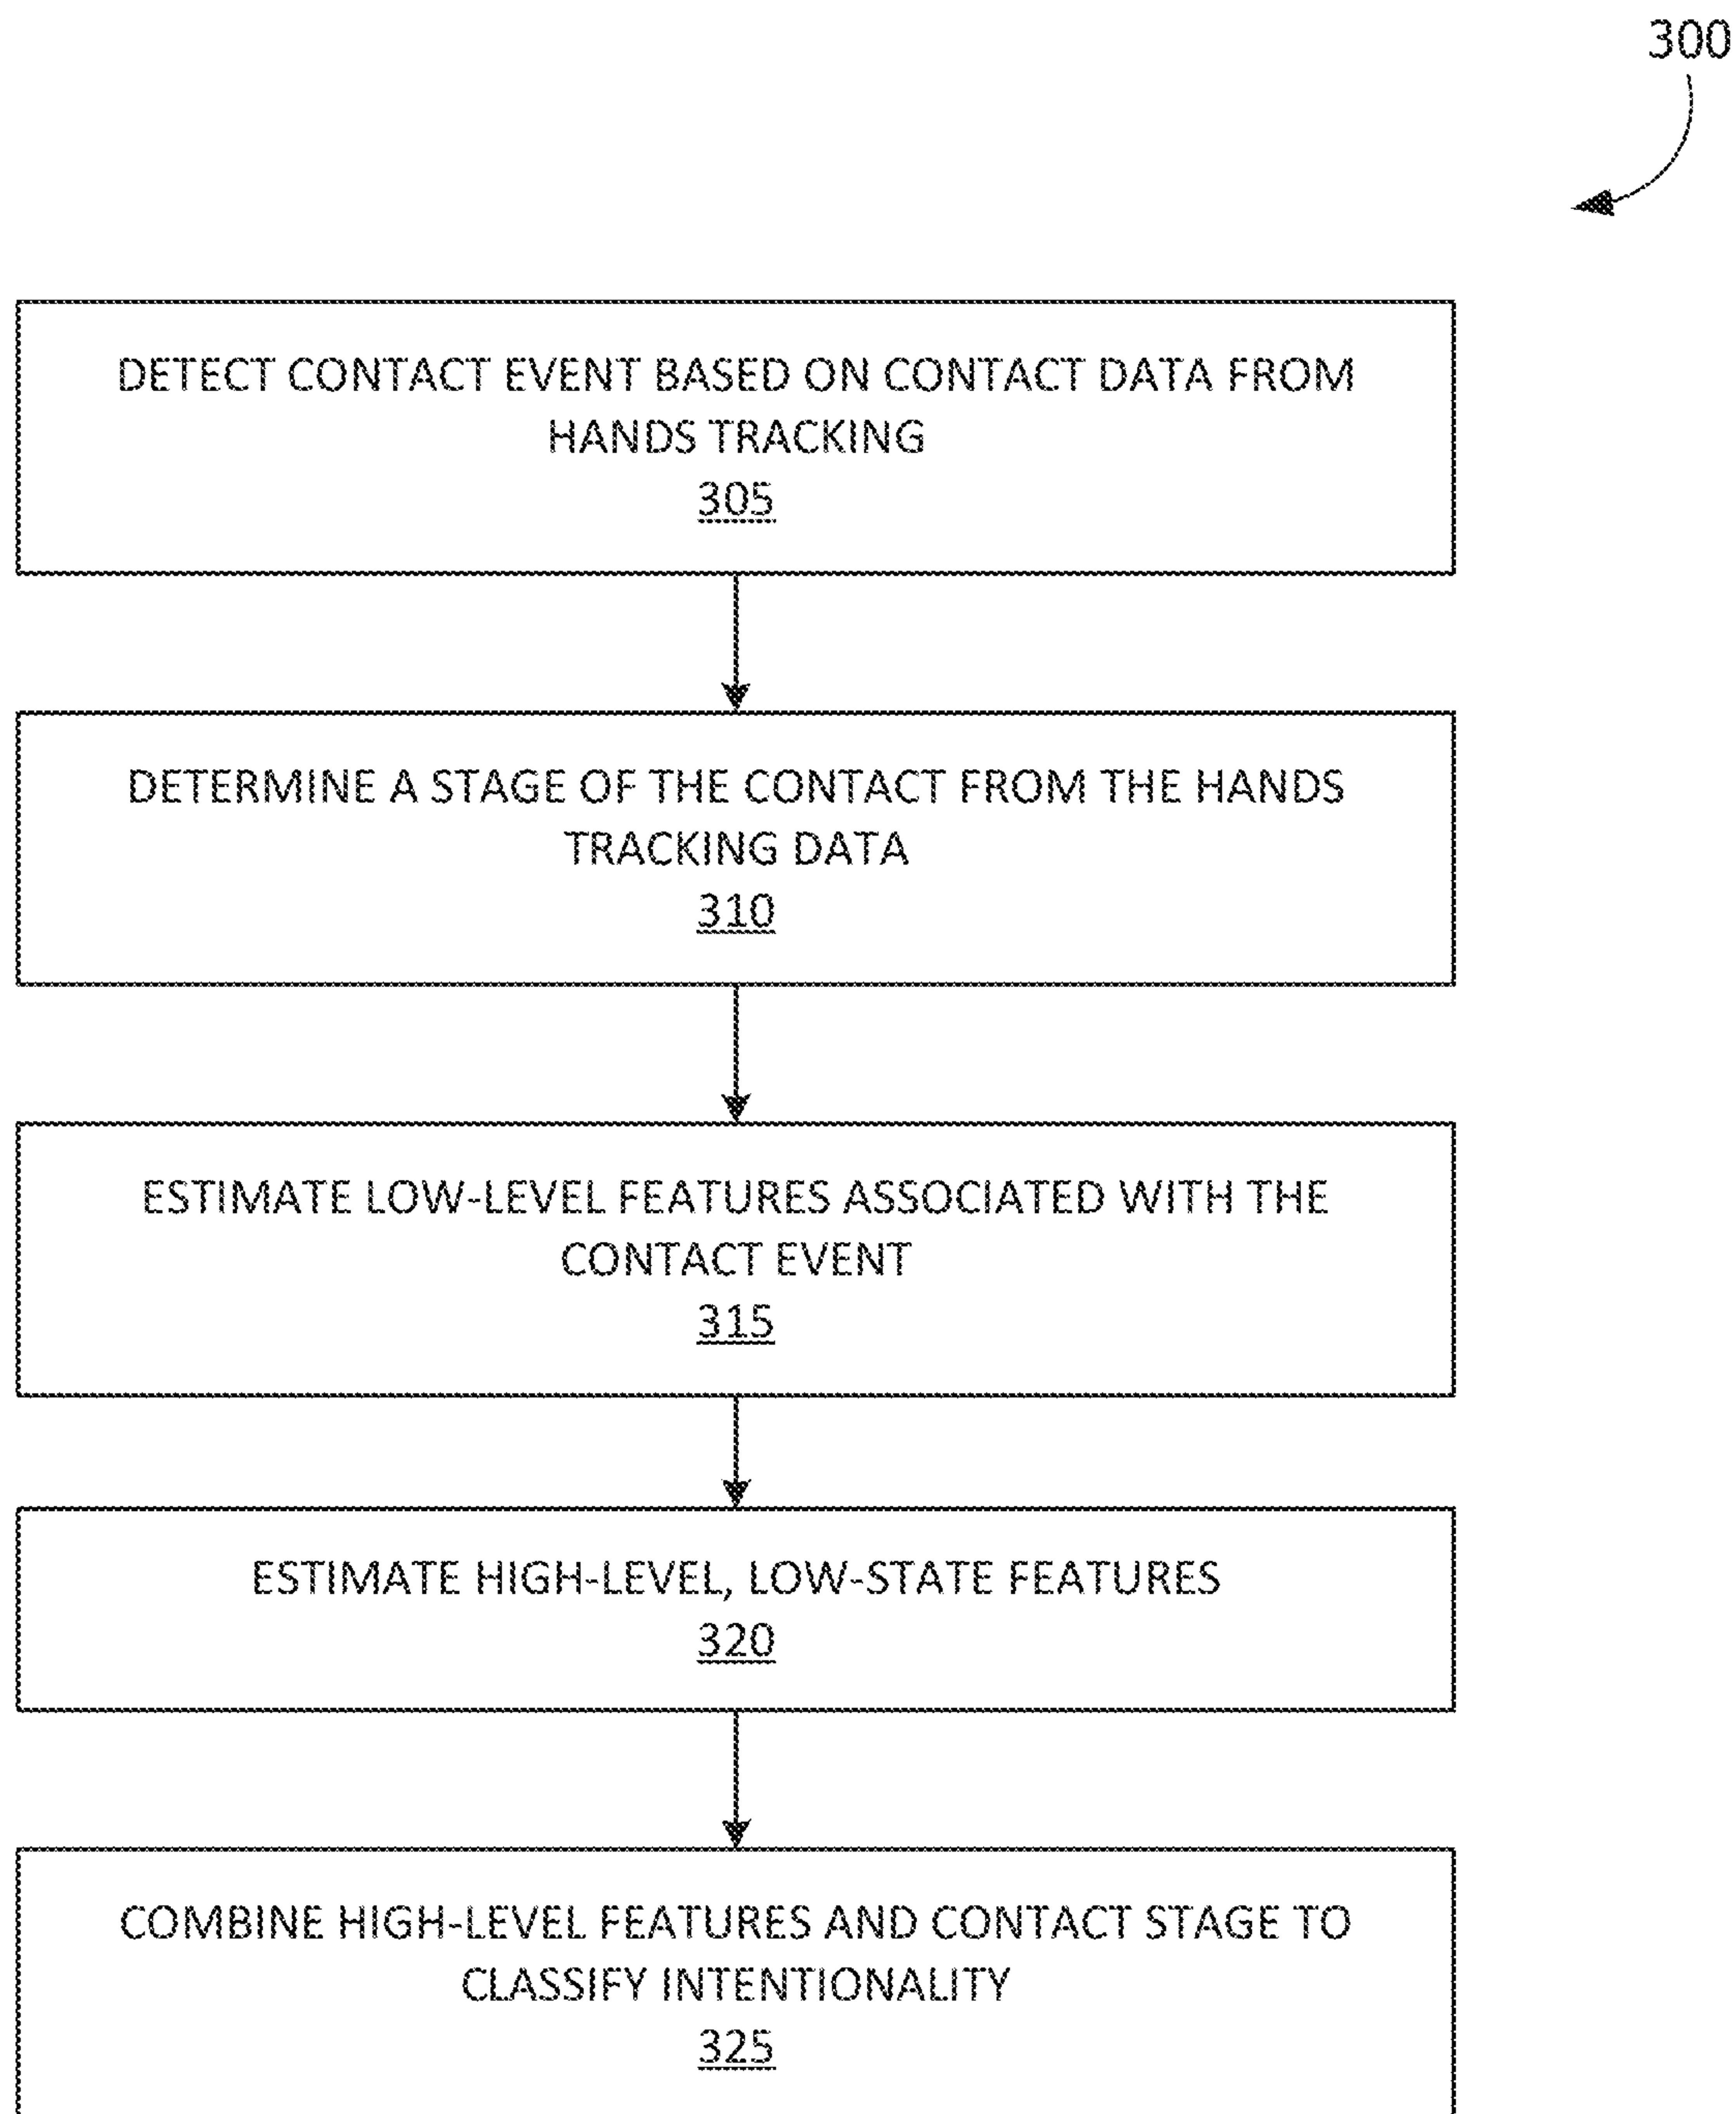 300
DETECT CONTACT EVENT BASED ON CONTACT DATA FROM
HANDS TRACKING
305
DETERMINE A STAGE OF THE CONTACT FROM THE HANDS
TRACKING DATA
310
ESTIMATE LOW-LEVEL FEATURES ASSOCIATED WITH THE
CONTACT EVENT
315
ESTIMATE HIGH-LEVEL, LOW-STATE FEATURES
320
COMBINE HIGH-LEVEL FEATURES AND CONTACT STAGE TO
CLASSIFY INTENTIONALITY
325